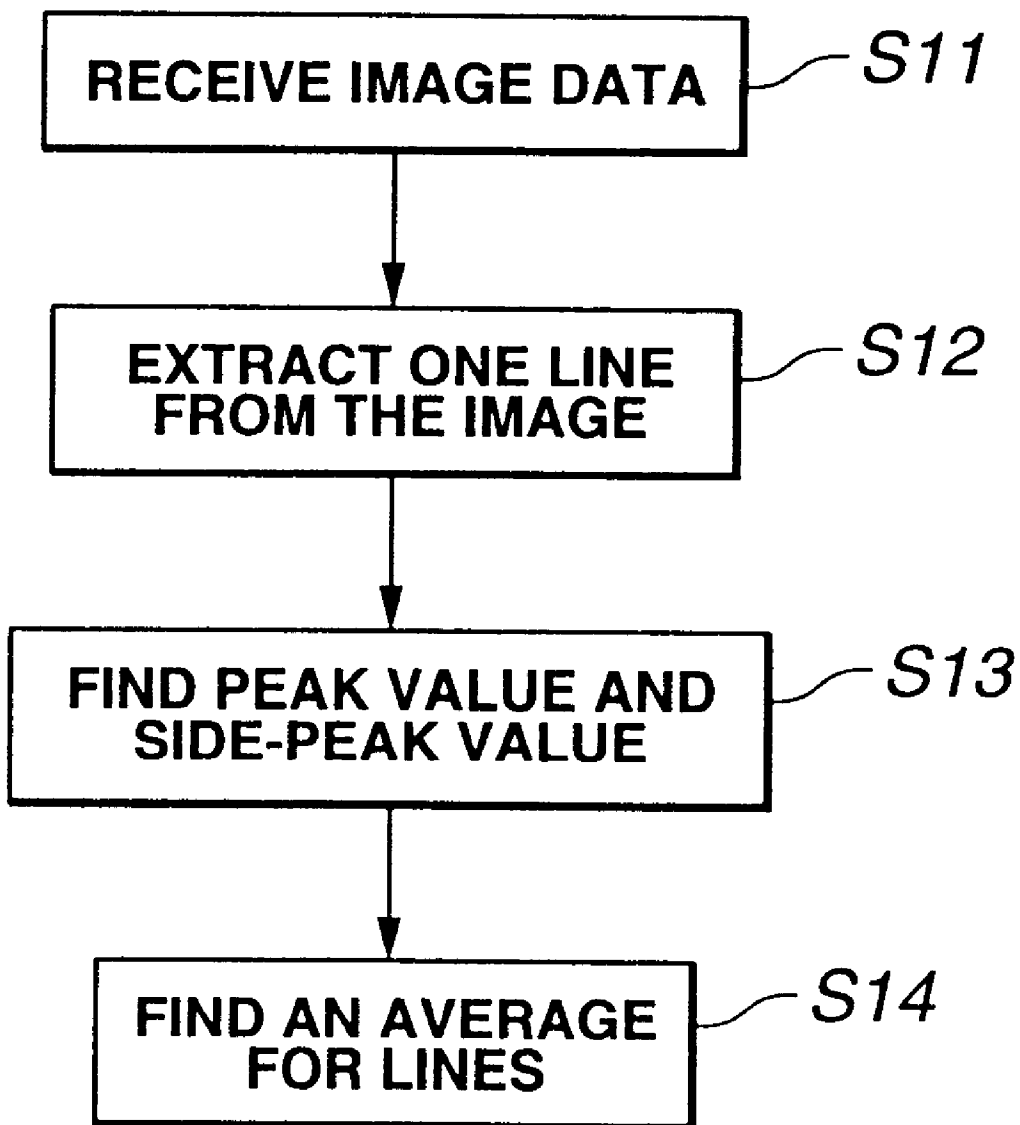 RECEIVE IMAGE DATA
S11
EXTRACT ONE LINE
FROM THE IMAGE
S12
FIND PEAK VALUE AND
SIDE-PEAK VALUE
S13
FIND AN AVERAGE
FOR LINES
S14